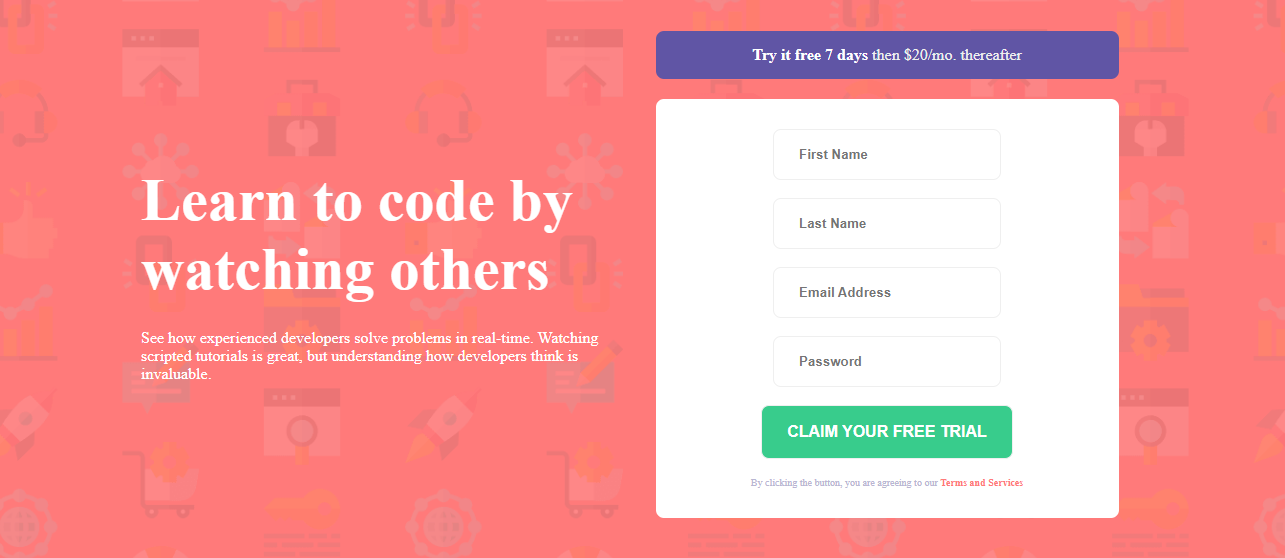 Learn to code by
watching others
See how experienced developers solve problems in real-time. Watching
scripted tutorials is great, but understanding how developers think is
invaluable.
Try it free 7 days then $20/mo. thereafter
First Name
Last Name
Email Address
Password
CLAIM YOUR FREE TRIAL
By clicking the button, you are agreeing to our Terms and Services